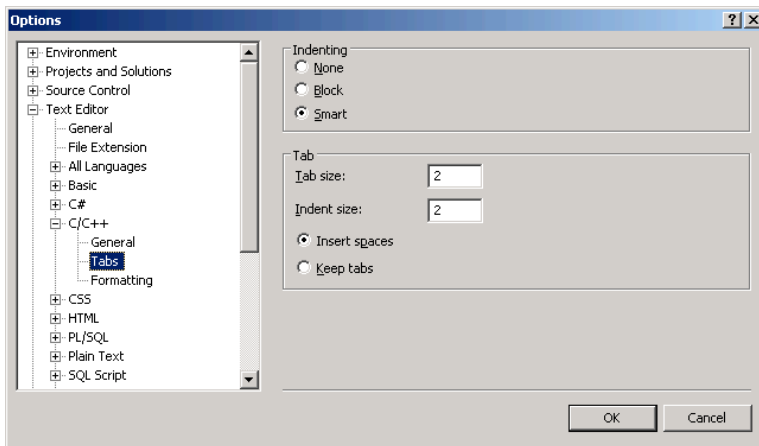 Options
Environment
Projects and Solutions
Source Control
Text Editor
General
File Extension
All Languages
Basic
C#
C/C++
General
Tabs
Formatting
CSS
HTML
PL/SQL
Plain Text
SQL Script
Indenting
None
Block
Smart
Tab
Tab size: 2
Indent size: 2
Insert spaces
Keep tabs
OK Cancel